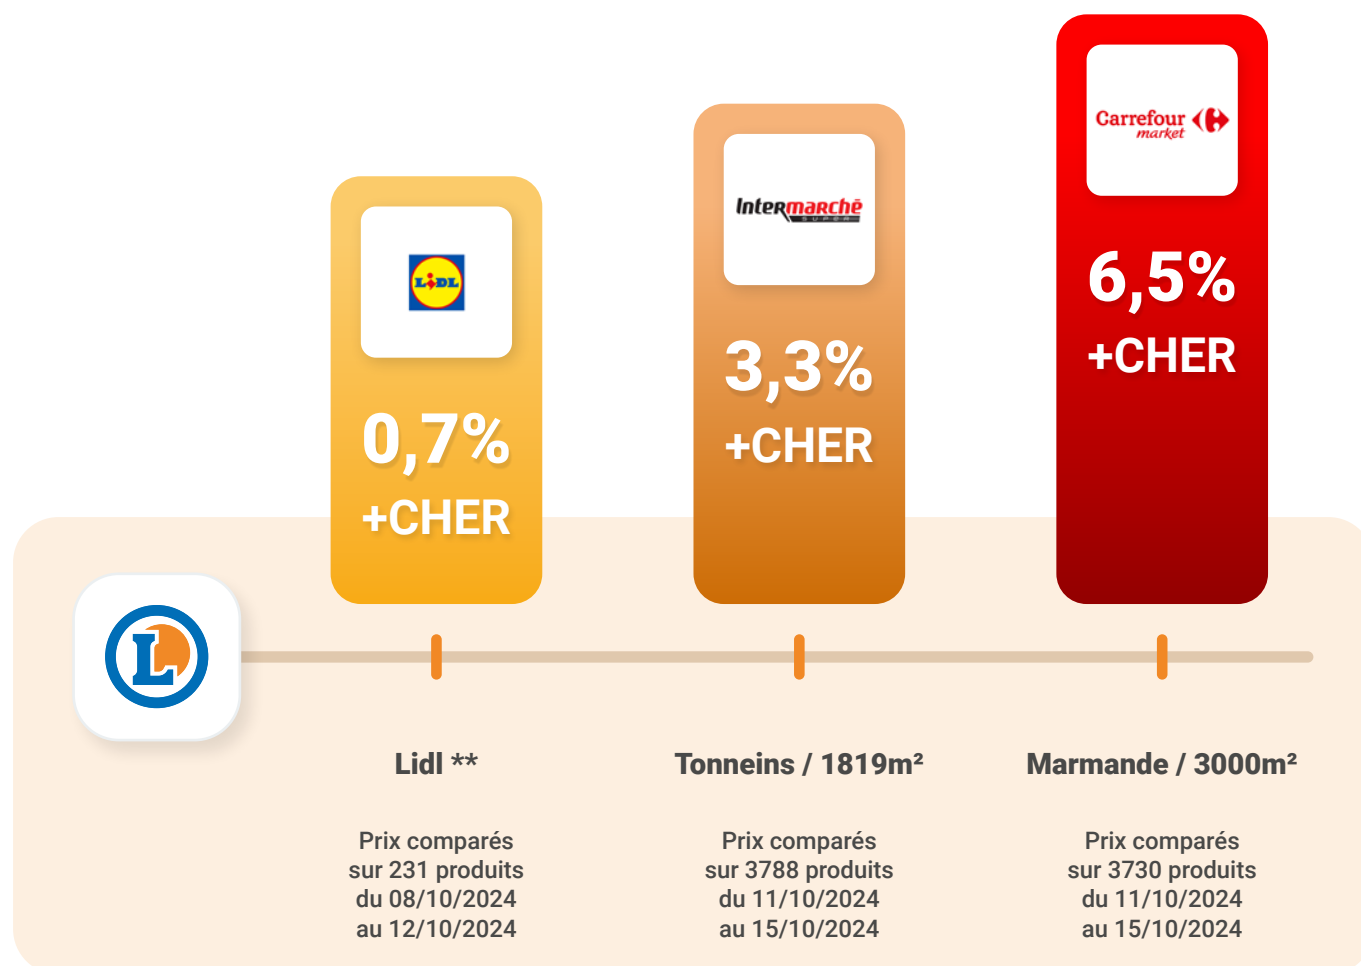 LiDL
0,7%
+CHER
Intermarchē
SUPER
3,3%
+CHER
Carrefour
market
6,5%
+CHER
L
Lidl **
Prix comparés
sur 231 produits
du 08/10/2024
au 12/10/2024
Tonneins / 1819m²
Prix comparés
sur 3788 produits
du 11/10/2024
au 15/10/2024
Marmande / 3000m²
Prix comparés
sur 3730 produits
du 11/10/2024
au 15/10/2024